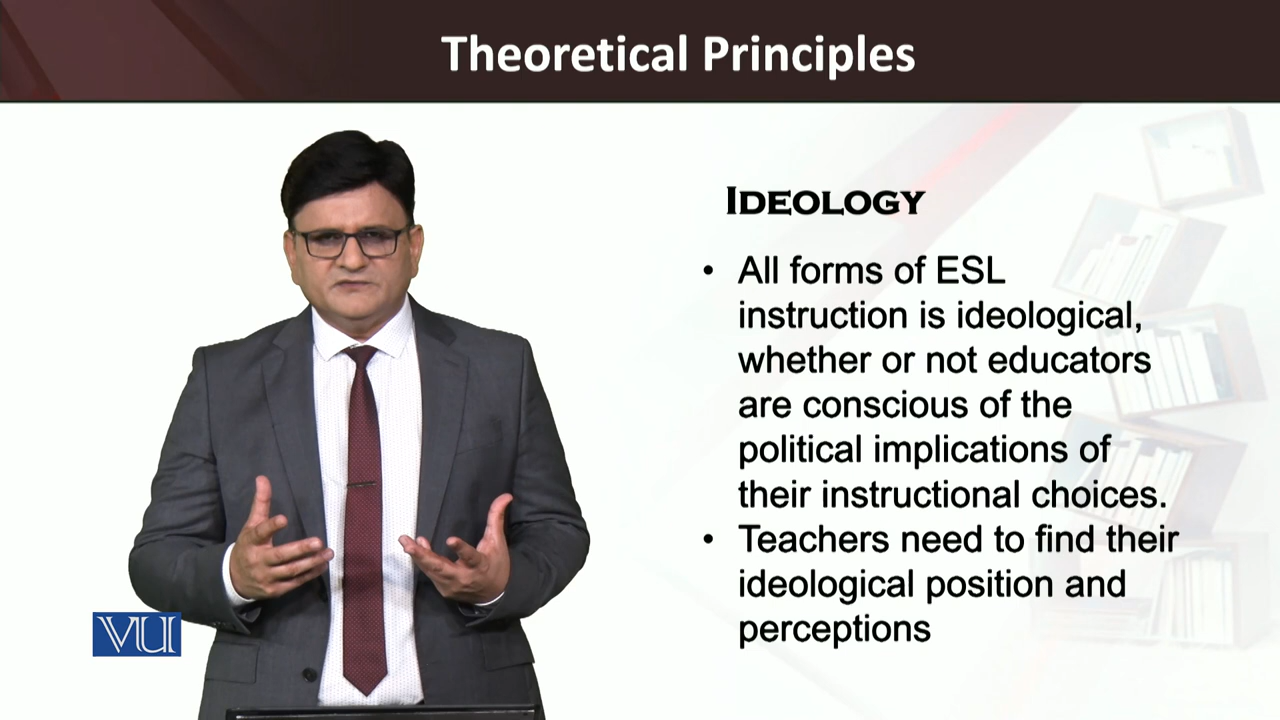 Theoretical Principles
IDEOLOGY
• All forms of ESL
instruction is ideological,
whether or not educators
are conscious of the
political implications of
their instructional choices.
• Teachers need to find their
ideological position and
perceptions
VU